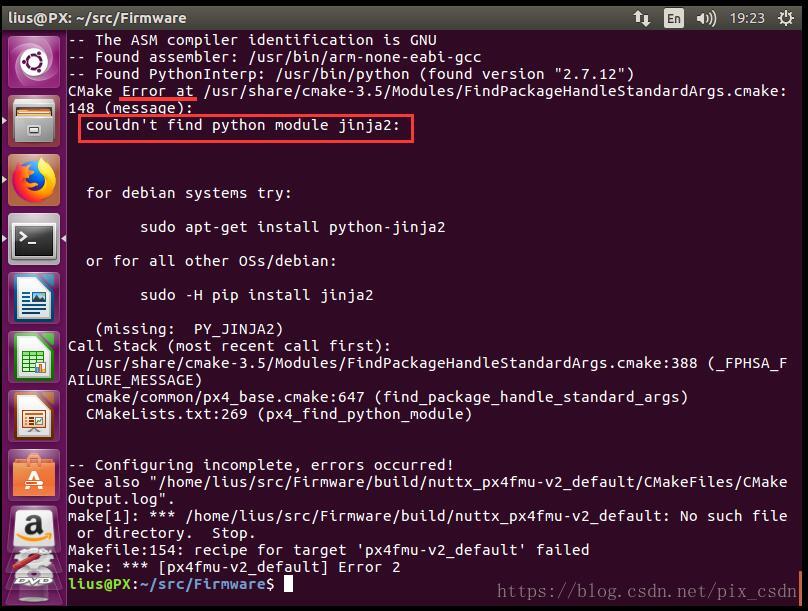 lius@PX: ~/src/Firmware
En
19:23
-- The ASM compiler identification is GNU
-- Found assembler: /usr/bin/arm-none-eabi-gcc
-- Found PythonInterp: /usr/bin/python (found version "2.7.12")
CMake Error at /usr/share/cmake-3.5/Modules/FindPackageHandleStandardArgs.cmake:
148 (message):
couldn't find python module jinja2:
for debian systems try:
sudo apt-get install python-jinja2
or for all other OSs/debian:
sudo -H pip install jinja2
(missing:  PY_JINJA2)
Call Stack (most recent call first):
/usr/share/cmake-3.5/Modules/FindPackageHandleStandardArgs.cmake:388 (_FPHSA_F
AILURE_MESSAGE)
cmake/common/px4_base.cmake:647 (find_package_handle_standard_args)
CMakeLists.txt:269 (px4_find_python_module)
-- Configuring incomplete, errors occurred!
See also "/home/lius/src/Firmware/build/nuttx_px4fmu-v2_default/CMakeFiles/CMake
Output.log".
make[1]: *** /home/lius/src/Firmware/build/nuttx_px4fmu-v2_default: No such file
or directory.  Stop.
Makefile:154: recipe for target 'px4fmu-v2_default' failed
make: *** [px4fmu-v2_default] Error 2
lius@PX:~/src/Firmware$
https://blog.csdn.net/pix_csdn
a
DVD